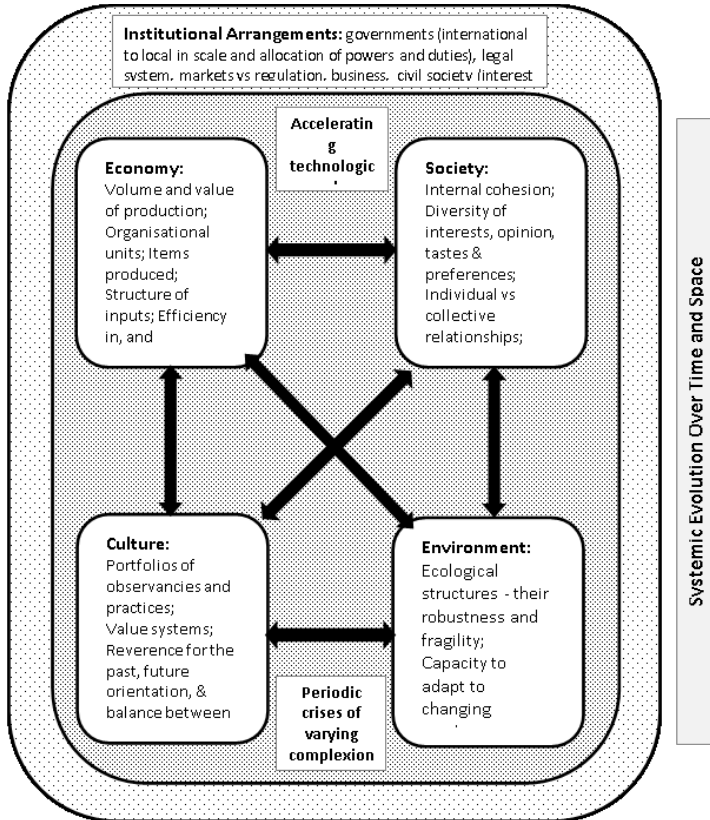 Institutional Arrangements: governments (international
to local in scale and allocation of powers and duties), legal
system, markets vs regulation, business, civil society (interest
Acceleratin
g
technologic
Economy:
Volume and value
of production;
Organisational
units; Items
produced;
Structure of
inputs; Efficiency
in, and
Society:
Internal cohesion;
Diversity of
interests, opinion,
tastes &
preferences;
Individual vs
collective
relationships;
Culture:
Portfolios of
observancies and
practices;
Value systems;
Reverence for the
past, future
orientation, &
balance between
Environment:
Ecological
structures - their
robustness and
fragility;
Capacity to
adapt to
changing
Periodic
crises of
varying
complexion
Systemic Evolution Over Time and Space